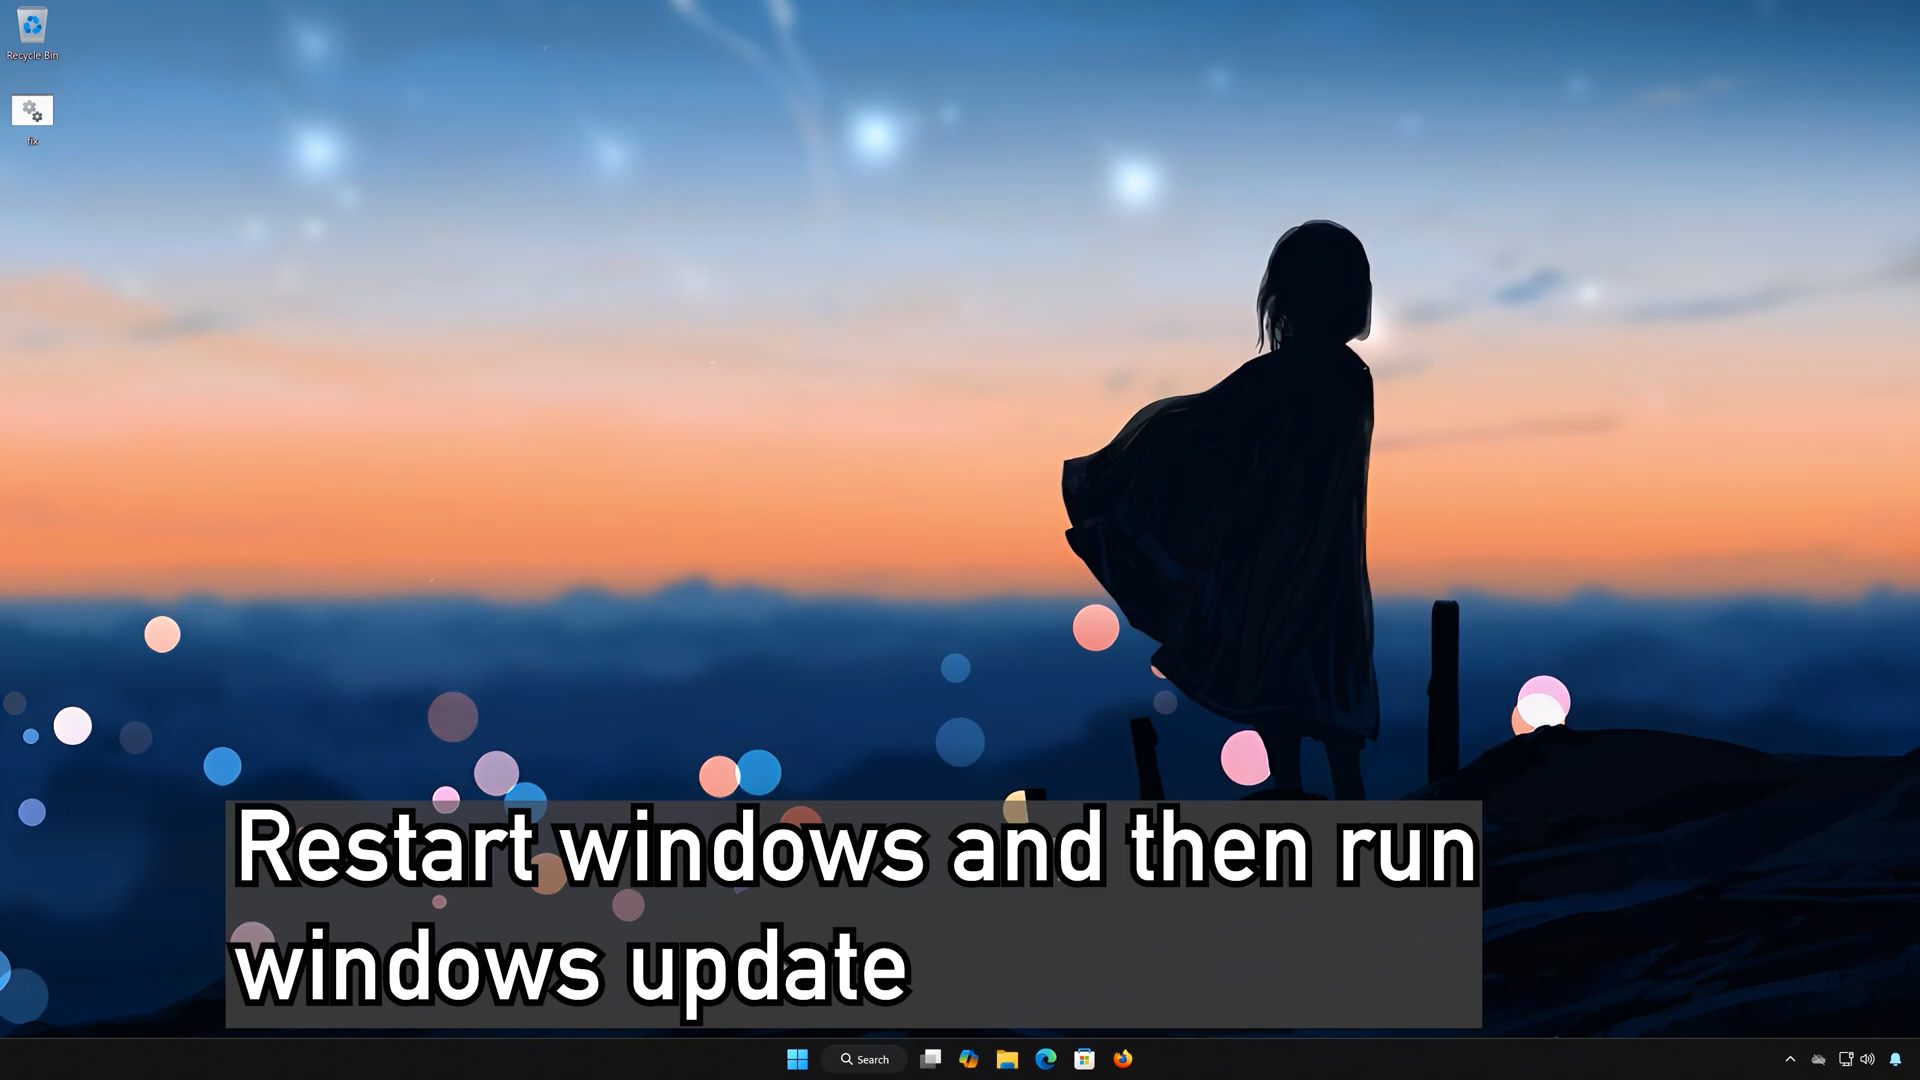 Recycle Bin
fix
Restart windows and then run
windows update
Search